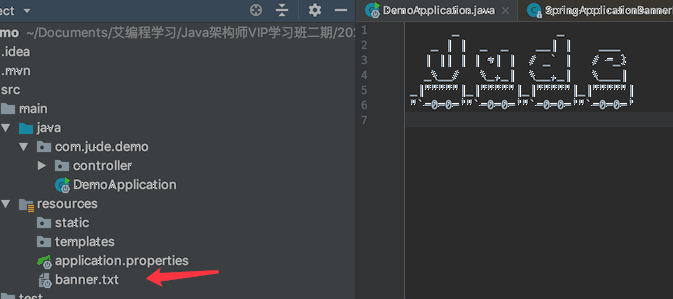 ect
mo ~/Documents/艾编程学习/Java架构师VIP学习班二期/202
.idea
.mvn
src
main
java
com.jude.demo
controller
DemoApplication
resources
static
templates
application.properties
banner.txt
test
DemoApplication.java
SpringApplicationBanner
1
2
3
4
5
6
7